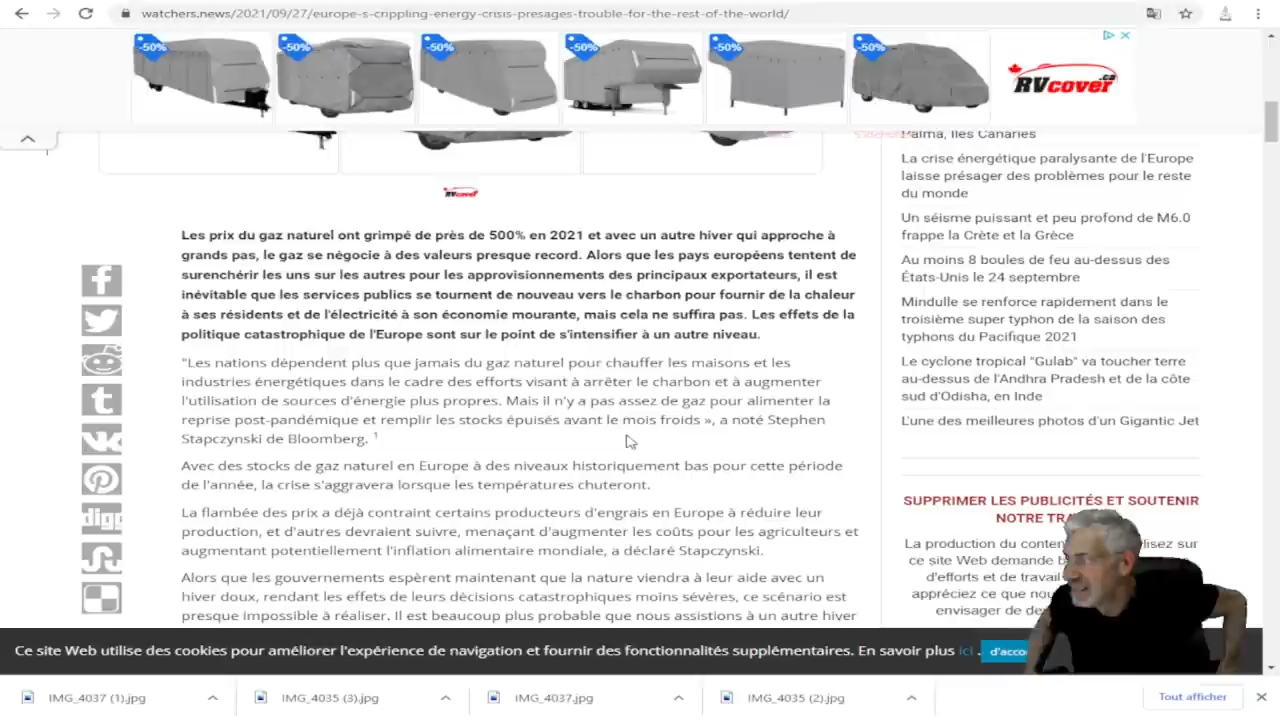 watchers.news/2021/09/27/europe-s-crippling-energy-crisis-presages-trouble-for-the-rest-of-the-world/
-50%
-50%
-50%
-50%
-50%
-50%
RVcover.ca
RVcover
Palma, Îles Canaries
La crise énergétique paralysante de l'Europe
laisse présager des problèmes pour le reste
du monde
Un séisme puissant et peu profond de M6.0
frappe la Crète et la Grèce
Au moins 8 boules de feu au-dessus des
États-Unis le 24 septembre
Mindulle se renforce rapidement dans le
troisième super typhon de la saison des
typhons du Pacifique 2021
Le cyclone tropical "Gulab" va toucher terre
au-dessus de l'Andhra Pradesh et de la côte
sud d'Odisha, en Inde
L'une des meilleures photos d'un Gigantic Jet
Les prix du gaz naturel ont grimpé de près de 500% en 2021 et avec un autre hiver qui approche à
grands pas, le gaz se négocie à des valeurs presque record. Alors que les pays européens tentent de
surenchérir les uns sur les autres pour les approvisionnements des principaux exportateurs, il est
inévitable que les services publics se tournent de nouveau vers le charbon pour fournir de la chaleur
à ses résidents et de l'électricité à son économie mourante, mais cela ne suffira pas. Les effets de la
politique catastrophique de l'Europe sont sur le point de s'intensifier à un autre niveau.
"Les nations dépendent plus que jamais du gaz naturel pour chauffer les maisons et les
industries énergétiques dans le cadre des efforts visant à arrêter le charbon et à augmenter
l'utilisation de sources d'énergie plus propres. Mais il n'y a pas assez de gaz pour alimenter la
reprise post-pandémique et remplir les stocks épuisés avant le mois froids », a noté Stephen
Stapczynski de Bloomberg. 1
Avec des stocks de gaz naturel en Europe à des niveaux historiquement bas pour cette période
de l'année, la crise s'aggravera lorsque les températures chuteront.
La flambée des prix a déjà contraint certains producteurs d'engrais en Europe à réduire leur
production, et d'autres devraient suivre, menaçant d'augmenter les coûts pour les agriculteurs et
augmentant potentiellement l'inflation alimentaire mondiale, a déclaré Stapczynski.
Alors que les gouvernements espèrent maintenant que la nature viendra à leur aide avec un
hiver doux, rendant les effets de leurs décisions catastrophiques moins sévères, ce scénario est
presque impossible à réaliser. Il est beaucoup plus probable que nous assistions à un autre hiver
digg
SUPPRIMER LES PUBLICITÉS ET SOUTENIR
NOTRE
La production du
sur
ce site Web demande
d'efforts et de
appréciez ce que
envisager de
Ce site Web utilise des cookies pour améliorer l'expérience de navigation et fournir des fonctionnalités supplémentaires. En savoir plus ici .
IMG_4037 (1).jpg
IMG_4035 (3).jpg
IMG_4037.jpg
IMG_4035 (2).jpg
Tout afficher